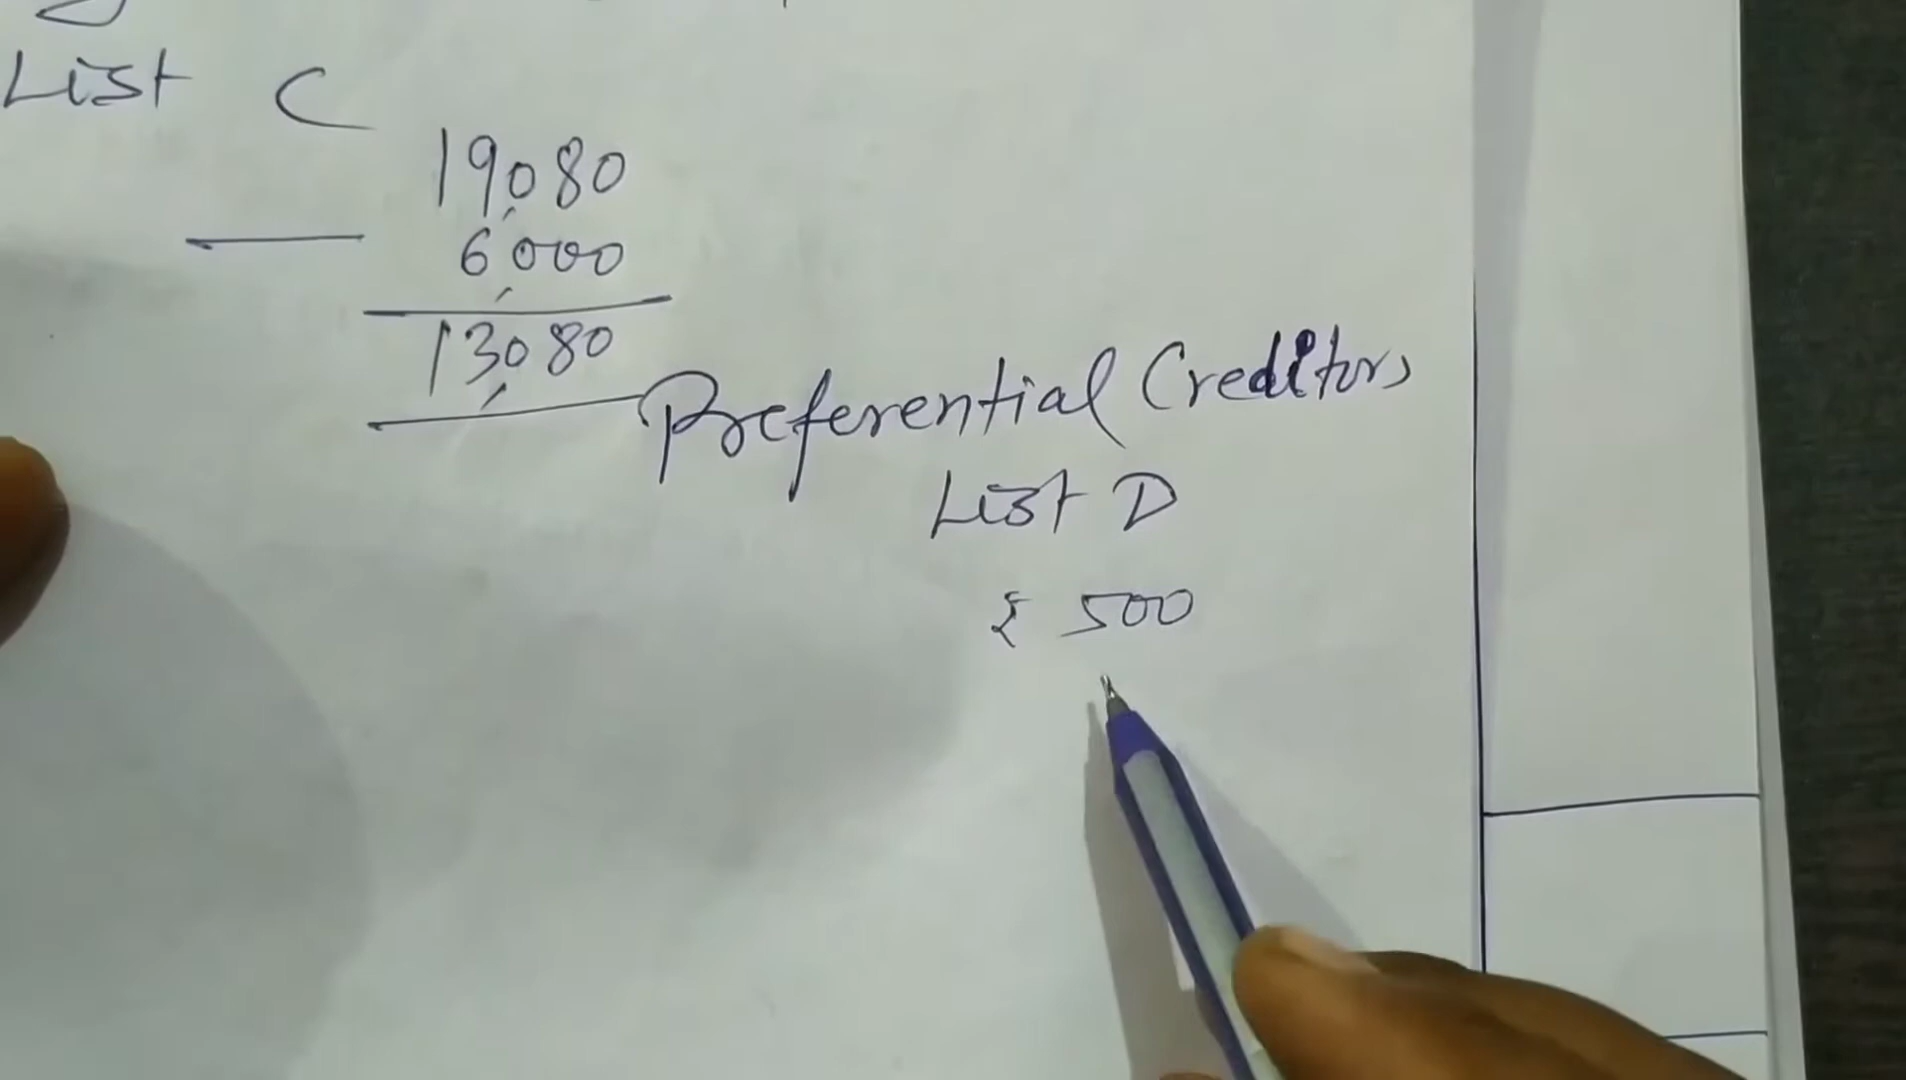 List C
19,080
6,000
13,080
Preferential Creditors
List D
₹ 500